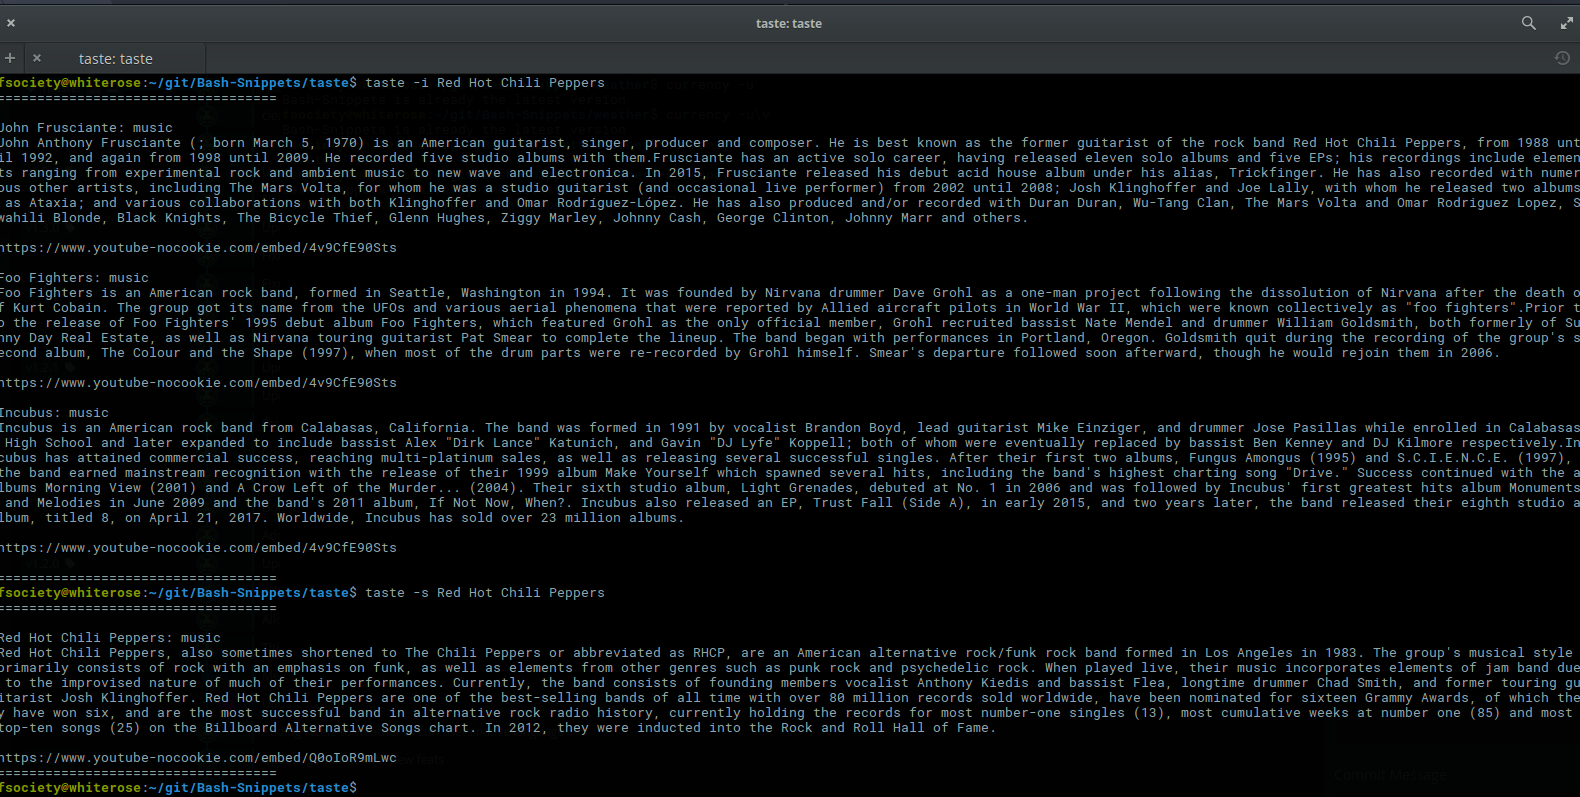 taste: taste
taste: taste
fsociety@whiterose:~/git/Bash-Snippets/taste$ taste -i Red Hot Chili Peppers
===================================
John Frusciante: music
John Anthony Frusciante (; born March 5, 1970) is an American guitarist, singer, producer and composer. He is best known as the former guitarist of the rock band Red Hot Chili Peppers, from 1988 unt
il 1992, and again from 1998 until 2009. He recorded five studio albums with them.Frusciante has an active solo career, having released eleven solo albums and five EPs; his recordings include elemen
ts ranging from experimental rock and ambient music to new wave and electronica. In 2015, Frusciante released his debut acid house album under his alias, Trickfinger. He has also recorded with numer
ous other artists, including The Mars Volta, for whom he was a studio guitarist (and occasional live performer) from 2002 until 2008; Josh Klinghoffer and Joe Lally, with whom he released two albums
as Ataxia; and various collaborations with both Klinghoffer and Omar Rodríguez-López. He has also produced and/or recorded with Duran Duran, Wu-Tang Clan, The Mars Volta and Omar Rodriguez Lopez, S
wahili Blonde, Black Knights, The Bicycle Thief, Glenn Hughes, Ziggy Marley, Johnny Cash, George Clinton, Johnny Marr and others.
https://www.youtube-nocookie.com/embed/4v9CfE90Sts
Foo Fighters: music
Foo Fighters is an American rock band, formed in Seattle, Washington in 1994. It was founded by Nirvana drummer Dave Grohl as a one-man project following the dissolution of Nirvana after the death o
f Kurt Cobain. The group got its name from the UFOs and various aerial phenomena that were reported by Allied aircraft pilots in World War II, which were known collectively as "foo fighters".Prior t
o the release of Foo Fighters' 1995 debut album Foo Fighters, which featured Grohl as the only official member, Grohl recruited bassist Nate Mendel and drummer William Goldsmith, both formerly of Su
nny Day Real Estate, as well as Nirvana touring guitarist Pat Smear to complete the lineup. The band began with performances in Portland, Oregon. Goldsmith quit during the recording of the group's s
econd album, The Colour and the Shape (1997), when most of the drum parts were re-recorded by Grohl himself. Smear's departure followed soon afterward, though he would rejoin them in 2006.
https://www.youtube-nocookie.com/embed/4v9CfE90Sts
Incubus: music
Incubus is an American rock band from Calabasas, California. The band was formed in 1991 by vocalist Brandon Boyd, lead guitarist Mike Einziger, and drummer Jose Pasillas while enrolled in Calabasas
High School and later expanded to include bassist Alex "Dirk Lance" Katunich, and Gavin "DJ Lyfe" Koppell; both of whom were eventually replaced by bassist Ben Kenney and DJ Kilmore respectively.In
cubus has attained commercial success, reaching multi-platinum sales, as well as releasing several successful singles. After their first two albums, Fungus Amongus (1995) and S.C.I.E.N.C.E. (1997),
the band earned mainstream recognition with the release of their 1999 album Make Yourself which spawned several hits, including the band's highest charting song "Drive." Success continued with the a
lbums Morning View (2001) and A Crow Left of the Murder... (2004). Their sixth studio album, Light Grenades, debuted at No. 1 in 2006 and was followed by Incubus' first greatest hits album Monuments
and Melodies in June 2009 and the band's 2011 album, If Not Now, When?. Incubus also released an EP, Trust Fall (Side A), in early 2015, and two years later, the band released their eighth studio a
lbum, titled 8, on April 21, 2017. Worldwide, Incubus has sold over 23 million albums.
https://www.youtube-nocookie.com/embed/4v9CfE90Sts
===================================
fsociety@whiterose:~/git/Bash-Snippets/taste$ taste -s Red Hot Chili Peppers
===================================
Red Hot Chili Peppers: music
Red Hot Chili Peppers, also sometimes shortened to The Chili Peppers or abbreviated as RHCP, are an American alternative rock/funk rock band formed in Los Angeles in 1983. The group's musical style
primarily consists of rock with an emphasis on funk, as well as elements from other genres such as punk rock and psychedelic rock. When played live, their music incorporates elements of jam band due
to the improvised nature of much of their performances. Currently, the band consists of founding members vocalist Anthony Kiedis and bassist Flea, longtime drummer Chad Smith, and former touring gu
itarist Josh Klinghoffer. Red Hot Chili Peppers are one of the best-selling bands of all time with over 80 million records sold worldwide, have been nominated for sixteen Grammy Awards, of which the
y have won six, and are the most successful band in alternative rock radio history, currently holding the records for most number-one singles (13), most cumulative weeks at number one (85) and most
top-ten songs (25) on the Billboard Alternative Songs chart. In 2012, they were inducted into the Rock and Roll Hall of Fame.
https://www.youtube-nocookie.com/embed/Q0oIoR9mLwc
===================================
fsociety@whiterose:~/git/Bash-Snippets/taste$
Commit Message